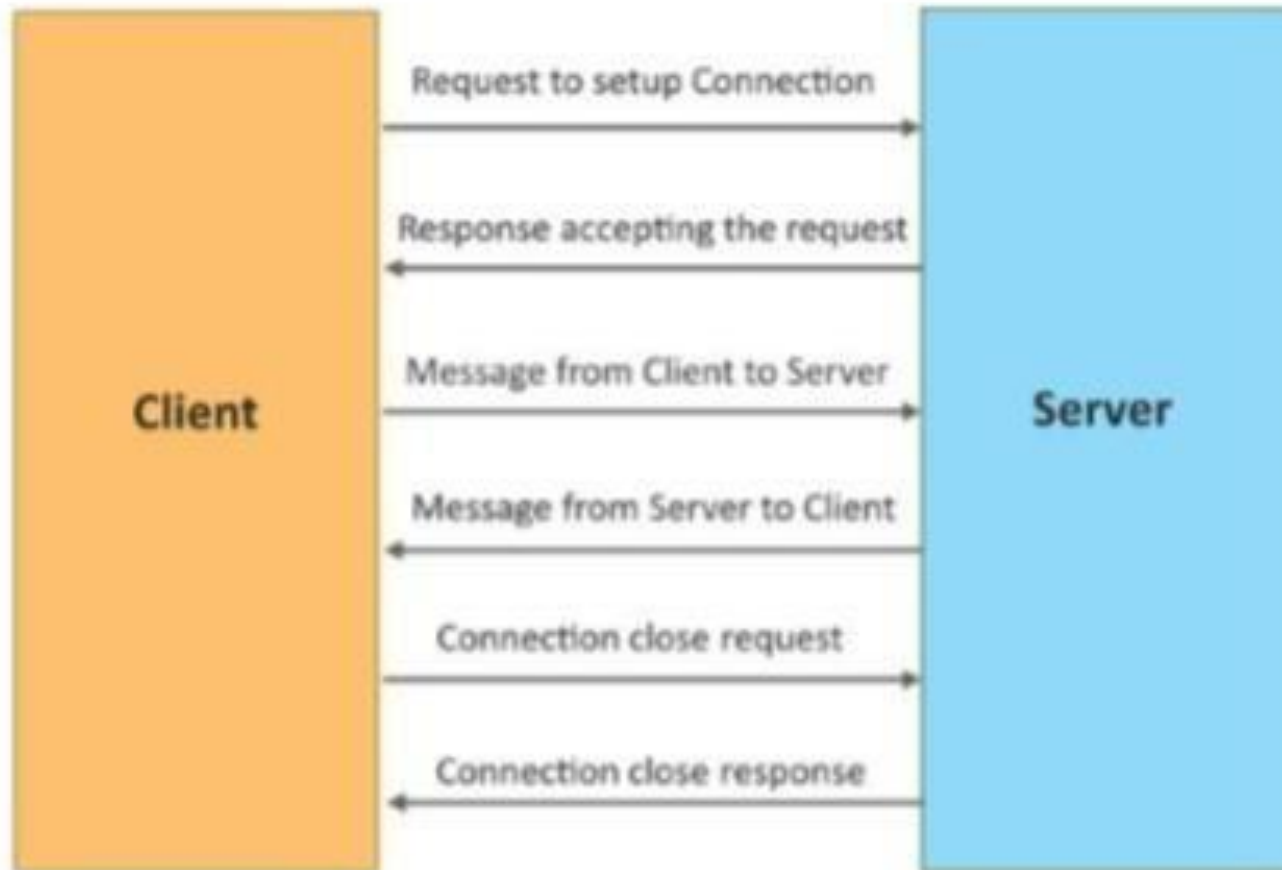 Request to setup Connection
Response accepting the request
Message from Client to Server
Client
Server
Message from Server to Client
Connection close request
Connection close response